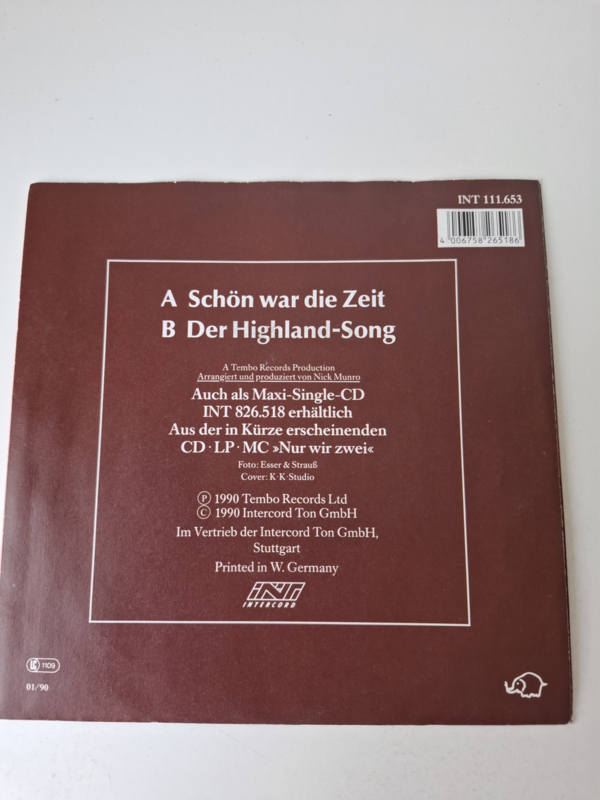 INT 111.653
4 006758 265186
A Schön war die Zeit
B Der Highland-Song
A Tembo Records Production
Arrangiert und produziert von Nick Munro
Auch als Maxi-Single-CD
INT 826.518 erhältlich
Aus der in Kürze erscheinenden
CD · LP · MC »Nur wir zwei«
Foto: Esser & Strauß
Cover: K·K·Studio
Ⓟ 1990 Tembo Records Ltd
Ⓒ 1990 Intercord Ton GmbH
Im Vertrieb der Intercord Ton GmbH,
Stuttgart
Printed in W. Germany
INT
INTERCORD
LC 1109
01/90